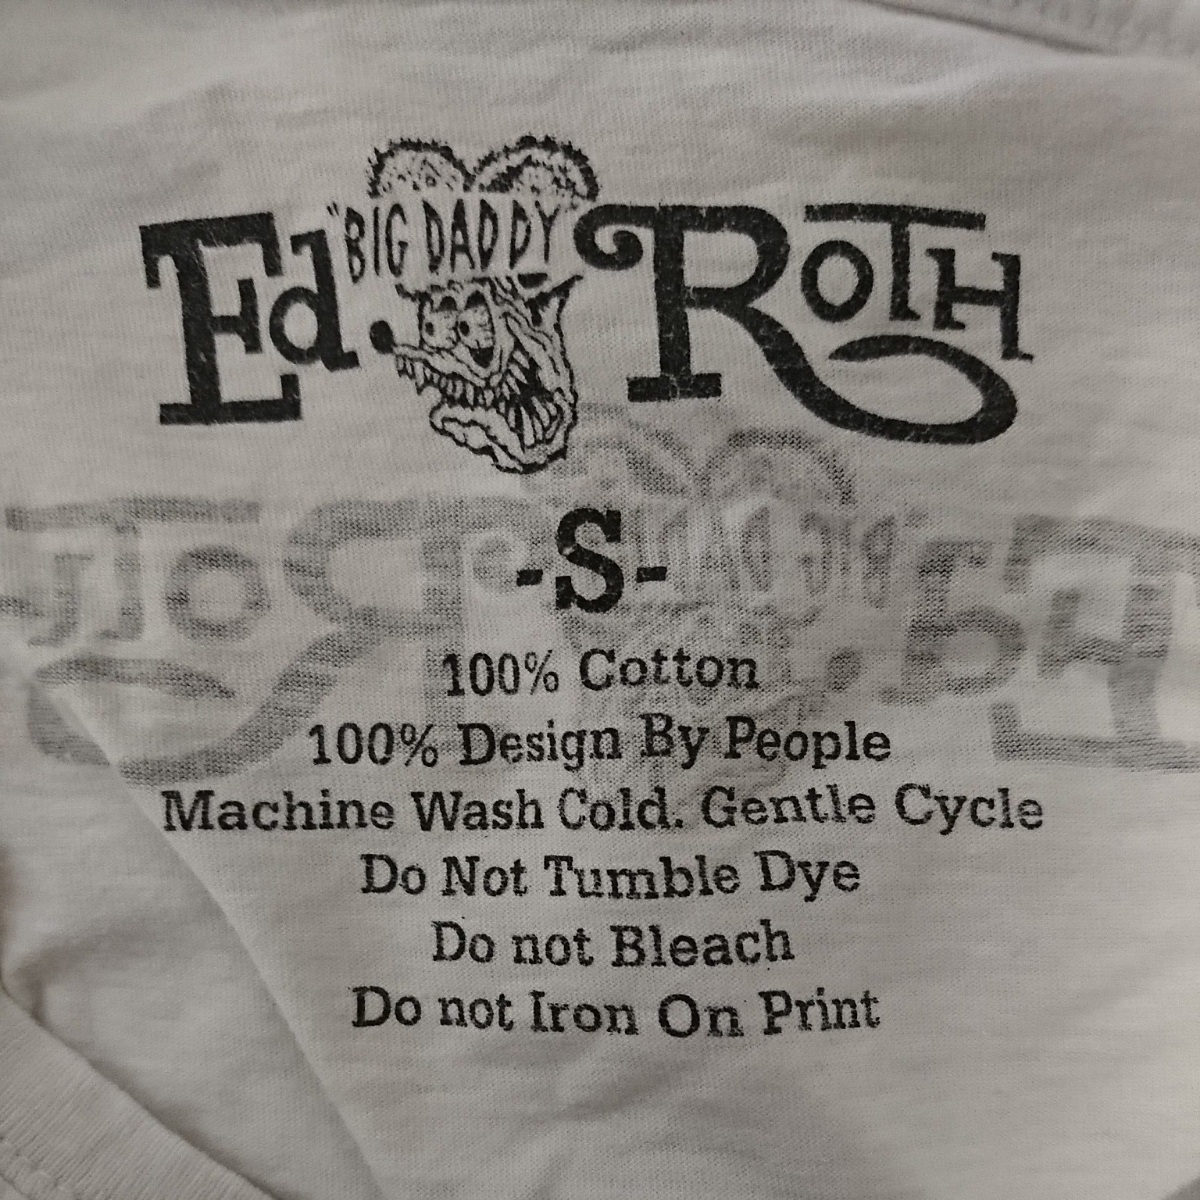 Ed. "BIG DADDY" ROTH
-S-
100% Cotton
100% Design By People
Machine Wash Cold. Gentle Cycle
Do Not Tumble Dye
Do not Bleach
Do not Iron On Print